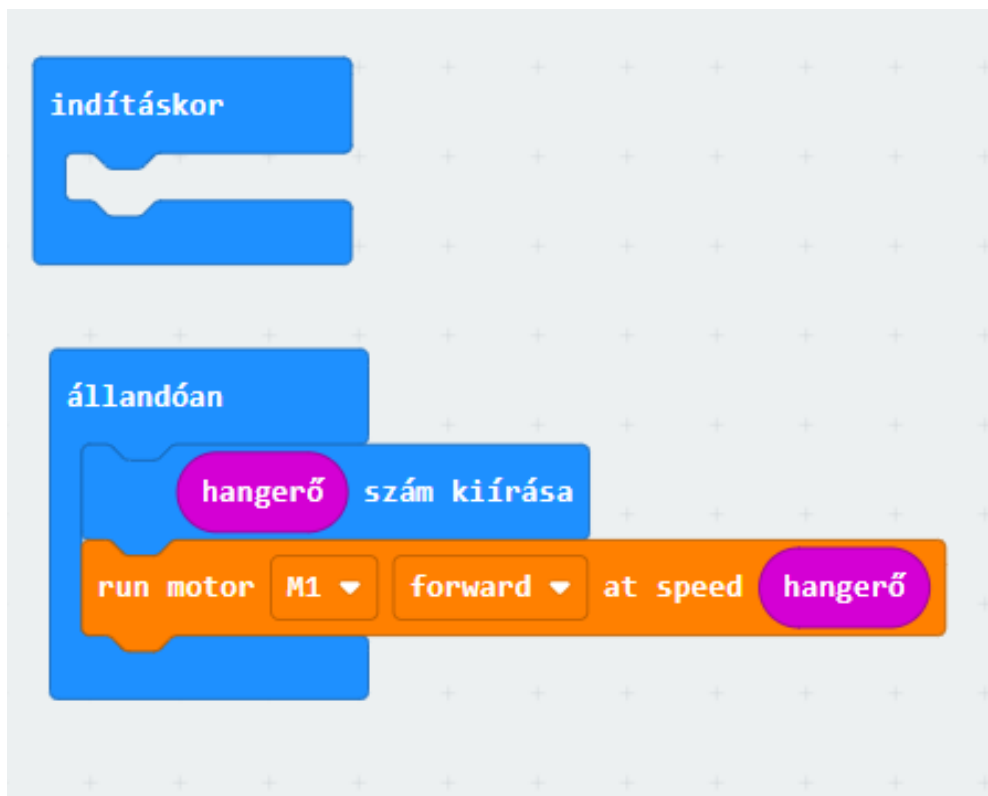 indításkor
állandóan
hangerő szám kiírása
run motor M1 forward at speed hangerő